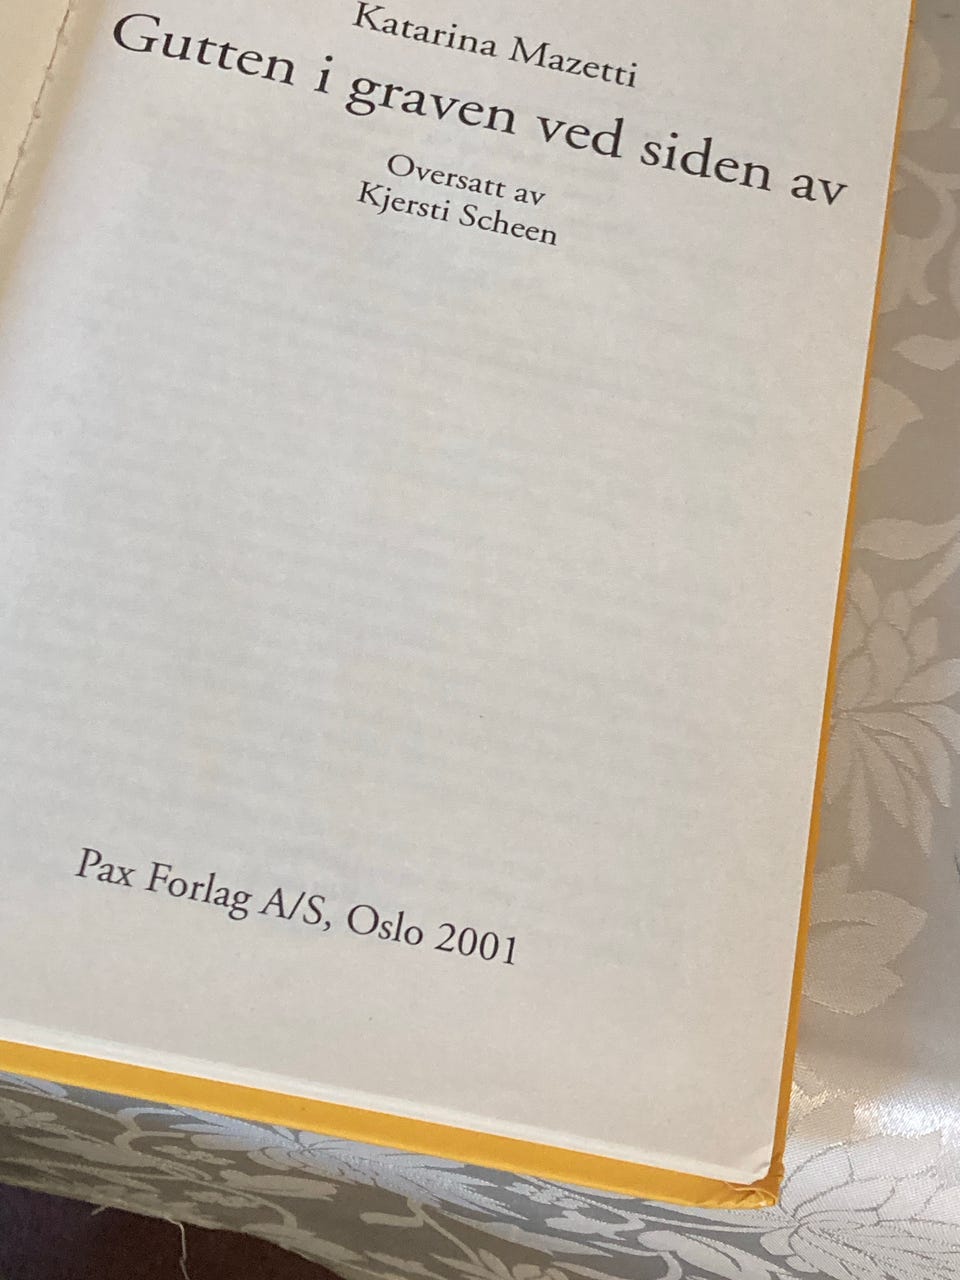 Katarina Mazetti
Gutten i graven ved siden av
Oversatt av
Kjersti Scheen
Pax Forlag A/S, Oslo 2001